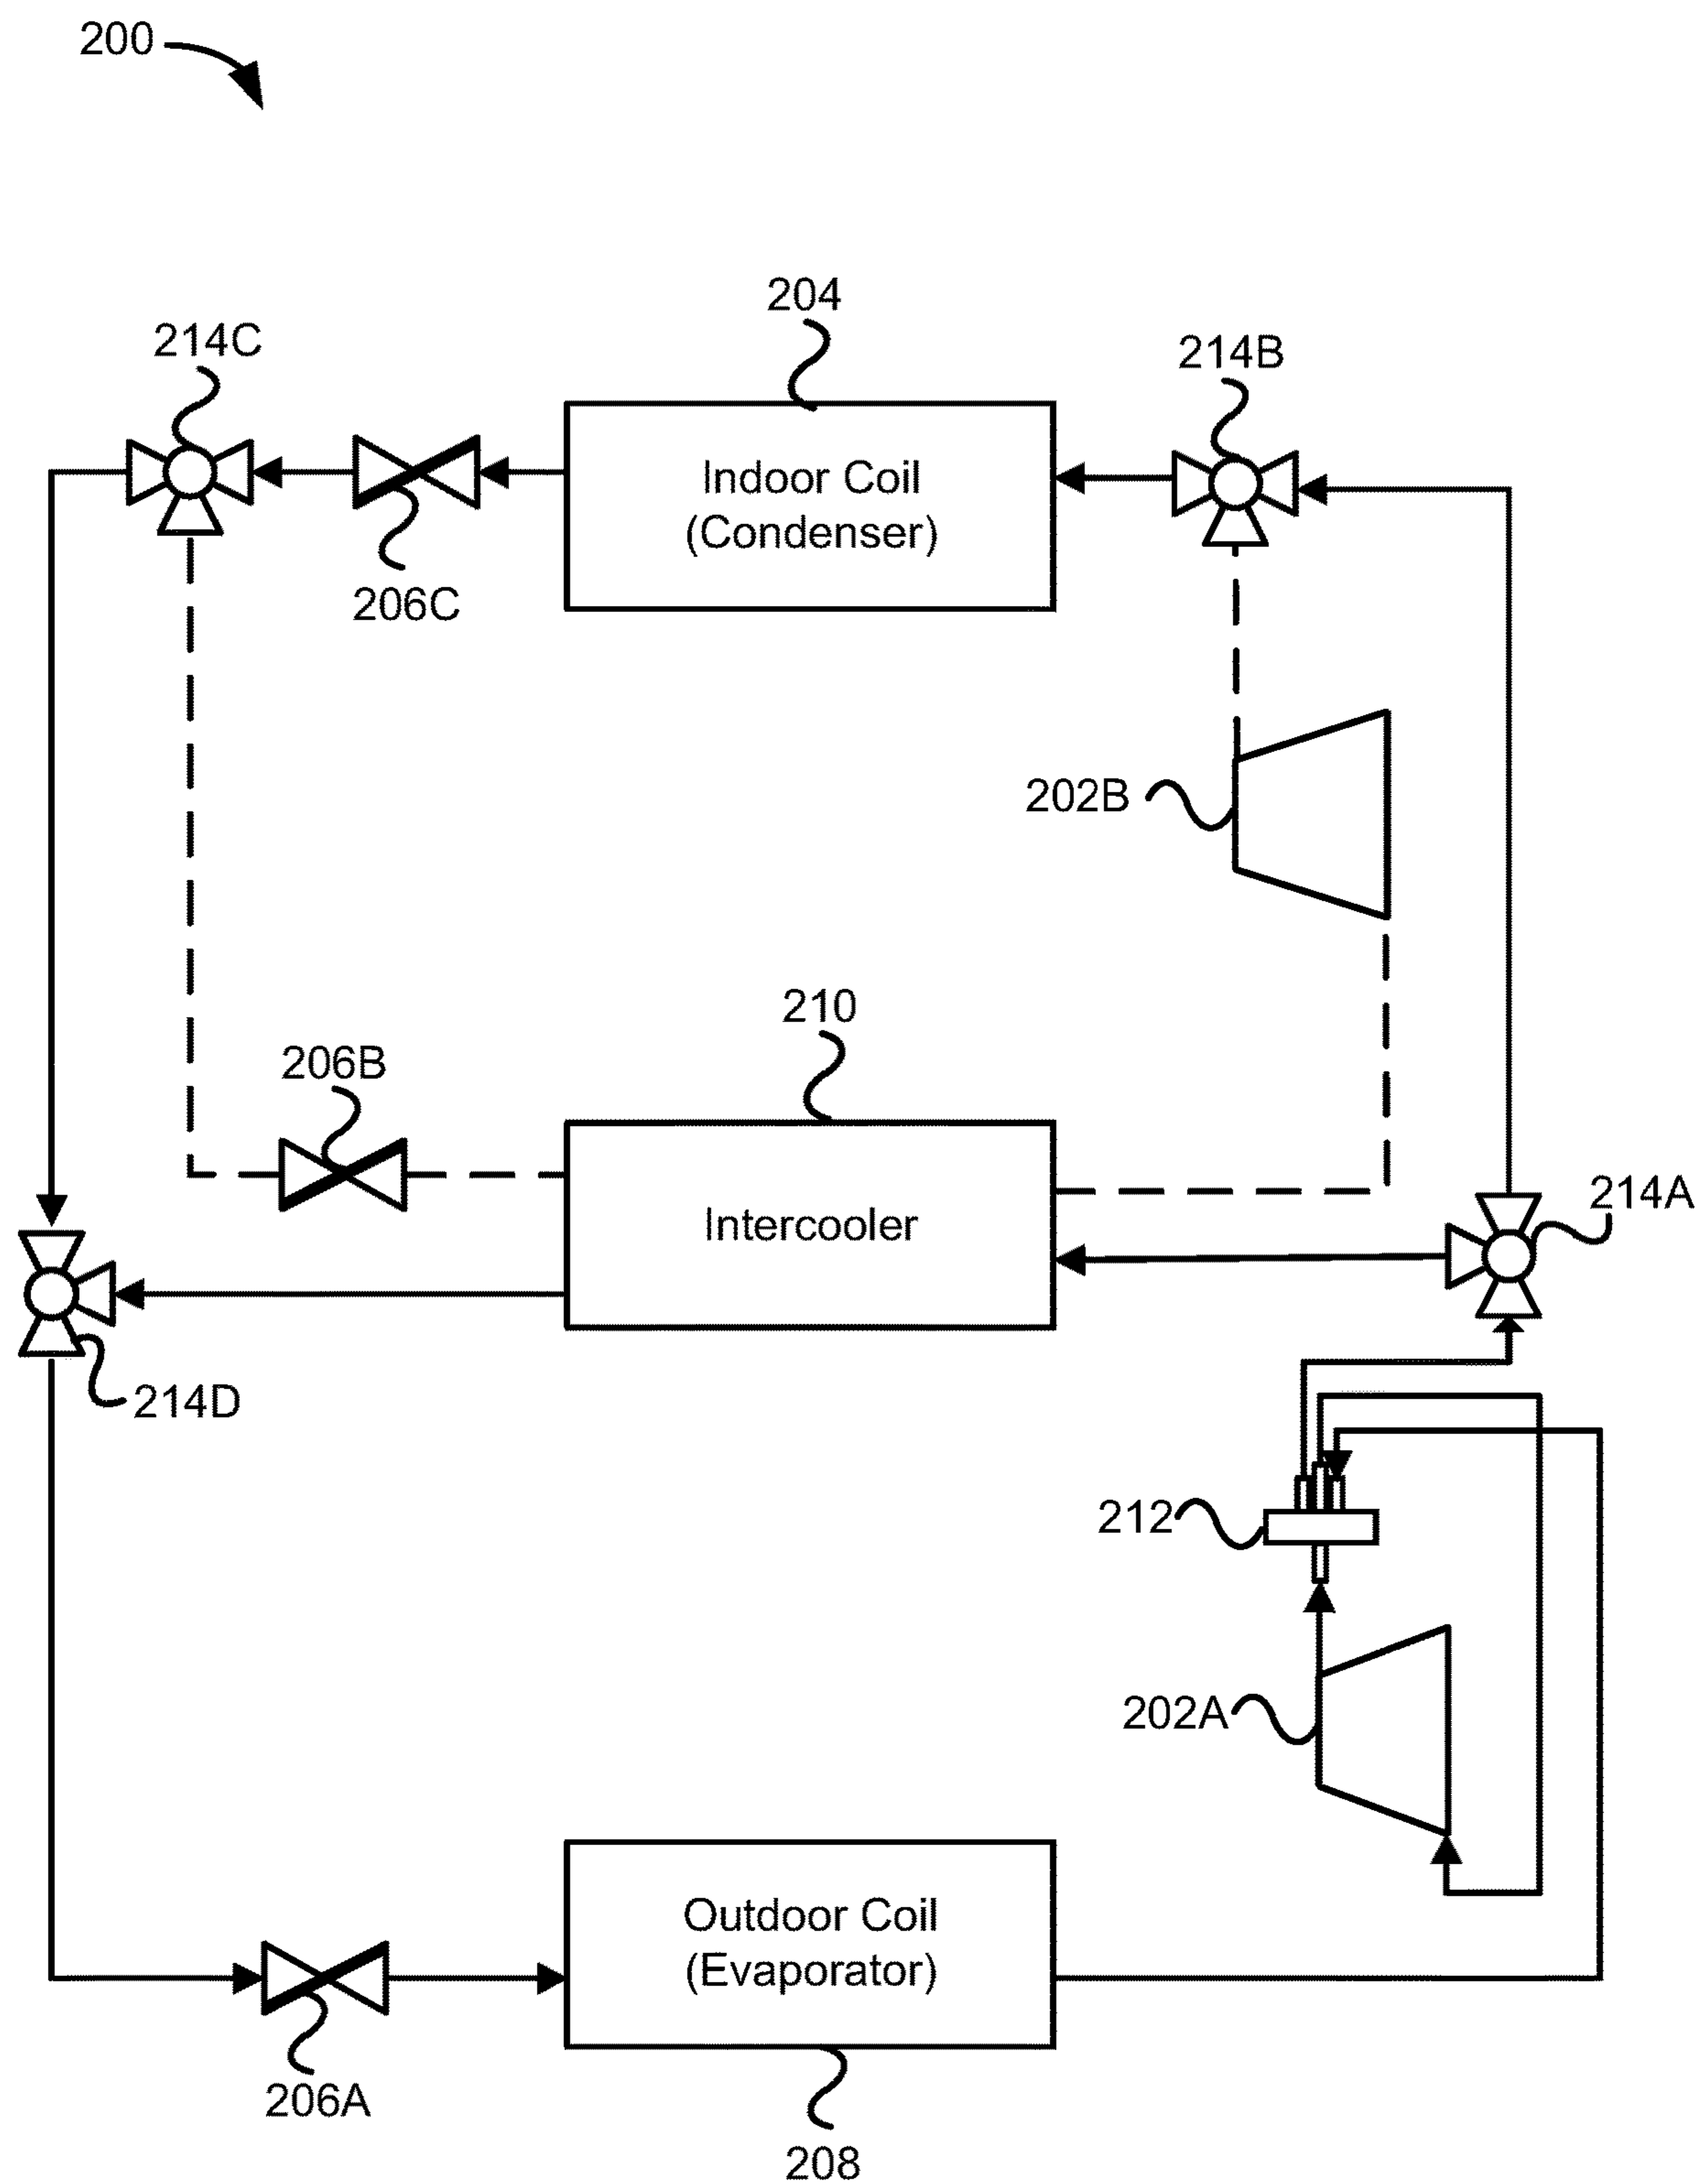 200
204
214C
214B
Indoor Coil
(Condenser)
206C
202B
210
206B
214A
Intercooler
214D
212
202A
Outdoor Coil
(Evaporator)
206A
208